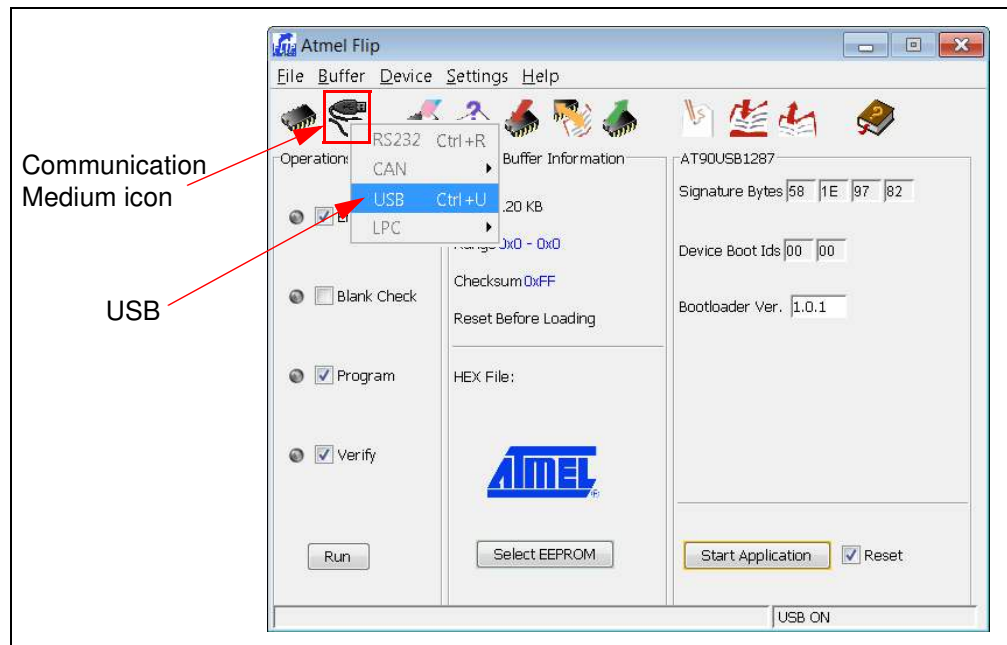 Atmel Flip
File Buffer Device Settings Help
Communication
Medium icon
USB
RS232 Ctrl+R
CAN
USB Ctrl+U
LPC
Blank Check
Program
Verify
Run
Buffer Information
.20 KB
0x0 - 0x0
Checksum 0xFF
Reset Before Loading
HEX File:
ATMEL
®
Select EEPROM
AT90USB1287
Signature Bytes 58 1E 97 82
Device Boot Ids 00 00
Bootloader Ver. 1.0.1
Start Application Reset
USB ON